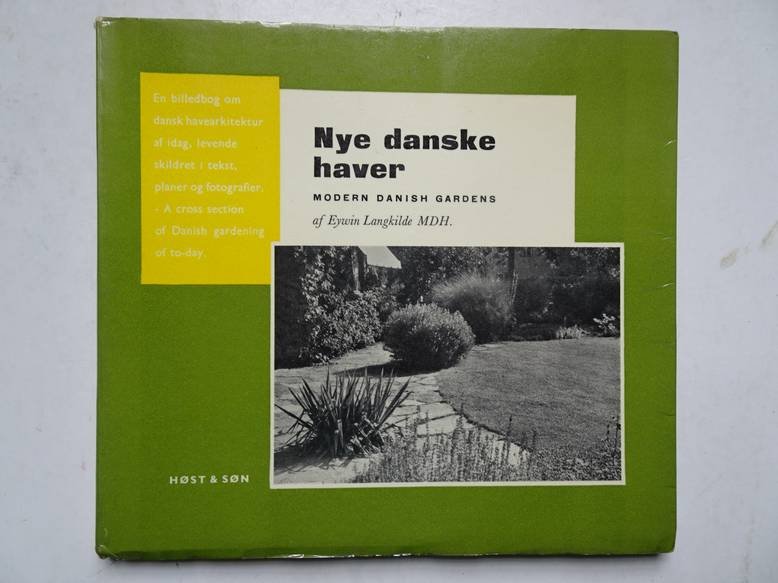 En billedbog om
dansk havearkitektur
af idag, levende
skildret i tekst,
planer og fotografier.
- A cross section
of Danish gardening
of to-day.
Nye danske
haver
MODERN DANISH GARDENS
af Eywin Langkilde MDH.
HØST & SØN